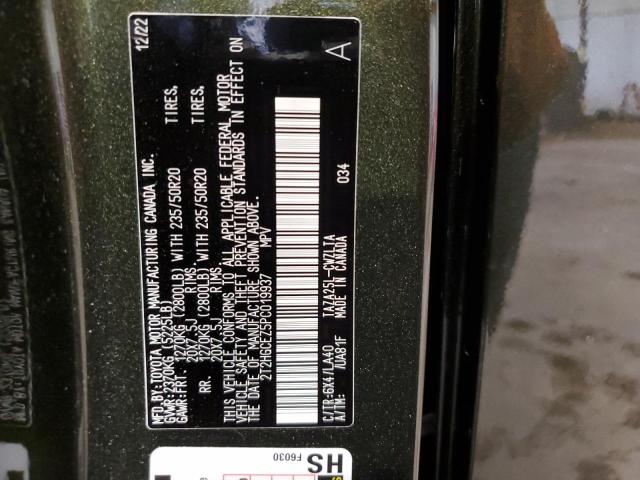 MFD.BY:TOYOTA MOTOR MANUFACTURING CANADA INC. 12/22
GVWR:2370KG (5225LB)
GAWR:FRT. 1270KG (2800LB) WITH 235/50R20 TIRES.
20X7.5J RIMS.
RR. 1270KG (2800LB) WITH 235/50R20 TIRES.
20X7.5J RIMS.
THIS VEHICLE CONFORMS TO ALL APPLICABLE FEDERAL MOTOR
VEHICLE SAFETY AND THEFT PREVENTION STANDARDS IN EFFECT ON
THE DATE OF MANUFACTURE SHOWN ABOVE.
2T2HGCEZ5PC019937 MPV A
C/TR:6X4/LA40 TAZA25L-CWZLTA 034
A/TM: /UA81F MADE IN CANADA
HS
F6030